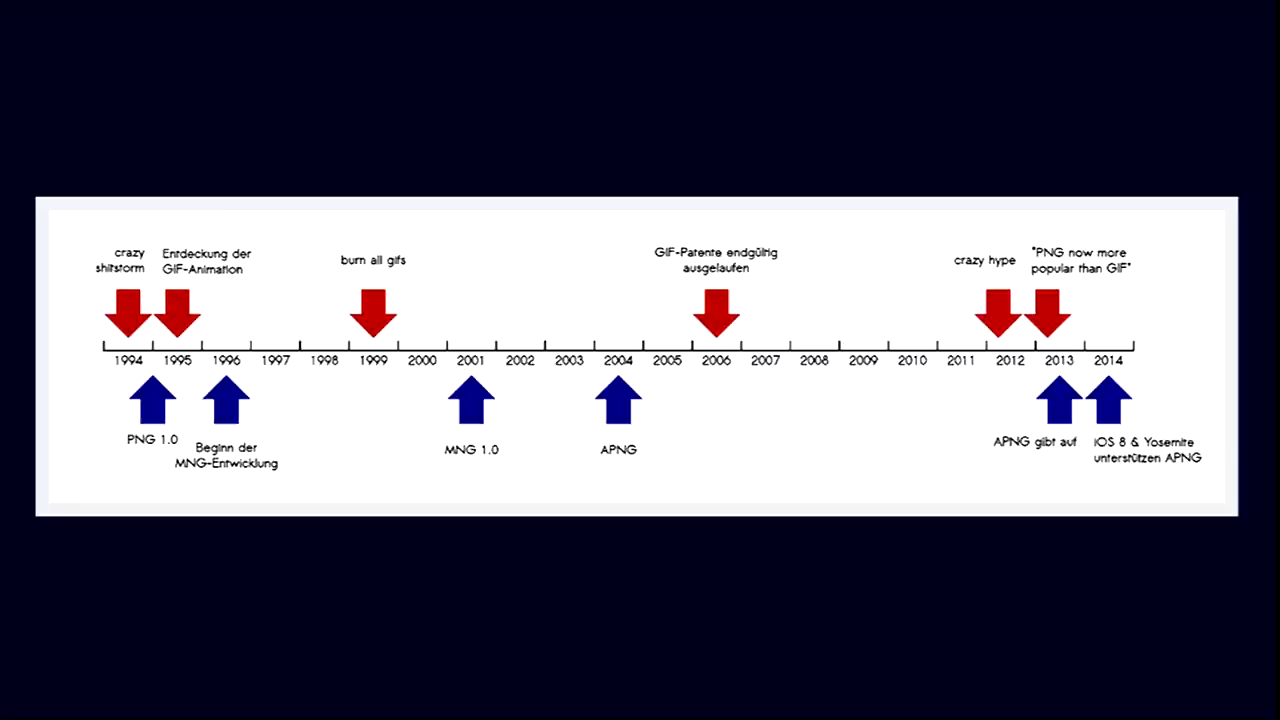 crazy
shitstorm
Entdeckung der
GIF-Animation
burn all gifs
GIF-Patente endgültig
ausgelaufen
crazy hype
"PNG now more
popular than GIF"
1994 1995 1996 1997 1998 1999 2000 2001 2002 2003 2004 2005 2006 2007 2008 2009 2010 2011 2012 2013 2014
PNG 1.0
Beginn der
MNG-Entwicklung
MNG 1.0
APNG
APNG gibt auf
iOS 8 & Yosemite
unterstützen APNG